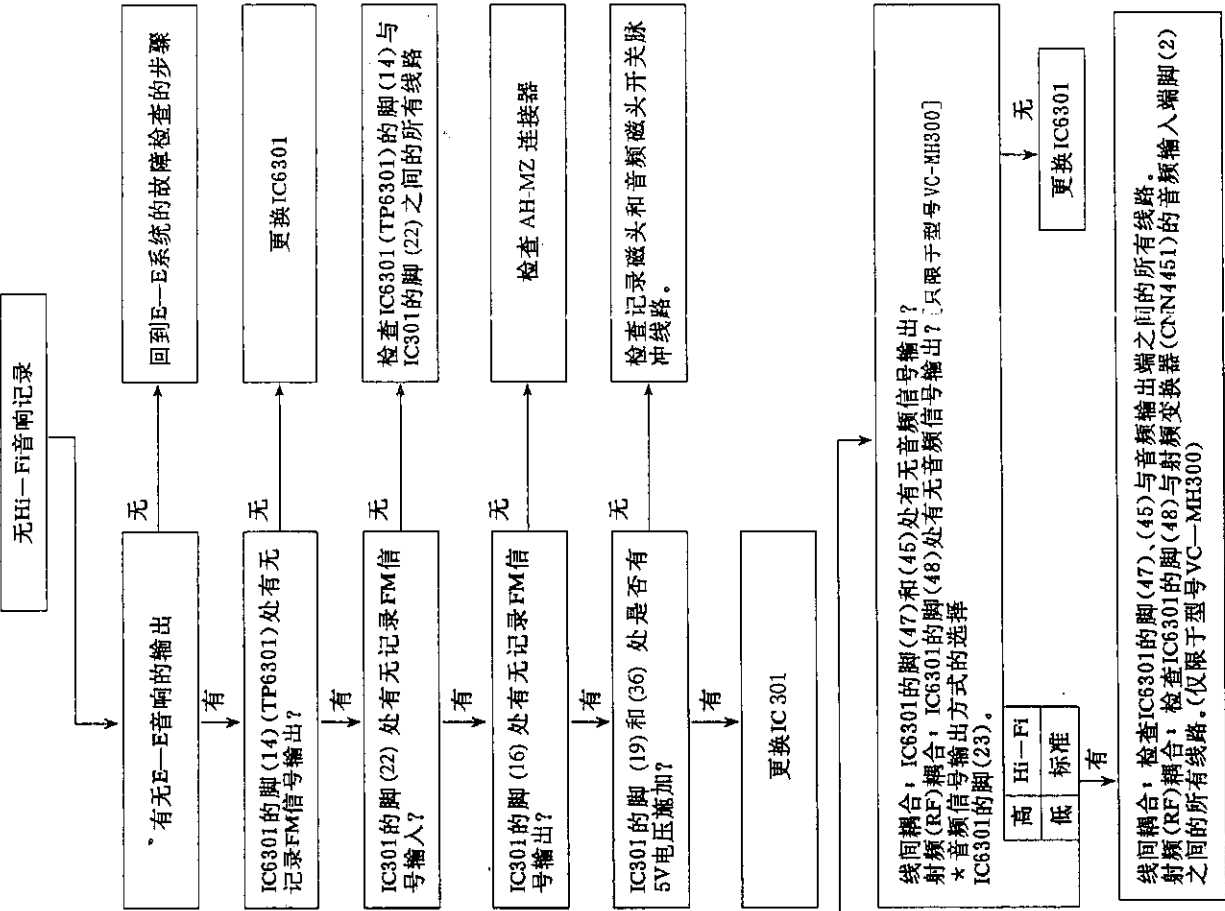 无Hi—Fi音响记录
有无E—E音响的输出
无
回到E—E系统的故障检查的步骤
有
IC6301的脚(14)(TP6301)处有无
记录FM信号输出?
无
更换IC6301
有
IC301的脚(22)处有无记录FM信
号输入?
无
检查IC6301(TP6301)的脚(14)与
IC301的脚(22)之间的所有线路
有
IC301的脚(16)处有无记录FM信
号输出?
无
检查 AH-MZ 连接器
有
IC301的脚 (19)和(36) 处是否有
5V电压施加?
无
检查记录磁头和音频磁头开关脉
冲线路。
有
更换IC 301
线间耦合:IC6301的脚(47)和(45)处有无音频信号输出?
射频(RF)耦合:IC6301的脚(48)处有无音频信号输出?[只限于型号VC-MH300]
*音频信号输出方式的选择
IC6301的脚(23)。
高 Hi—Fi
低 标准
无
更换IC6301
有
线间耦合:检查IC6301的脚(47)、(45)与音频输出端之间的所有线路。
射频(RF)耦合:检查IC6301的脚(48)与射频变换器(CNN4451)的音频输入端脚(2)
之间的所有线路。(仅限于型号VC—MH300)